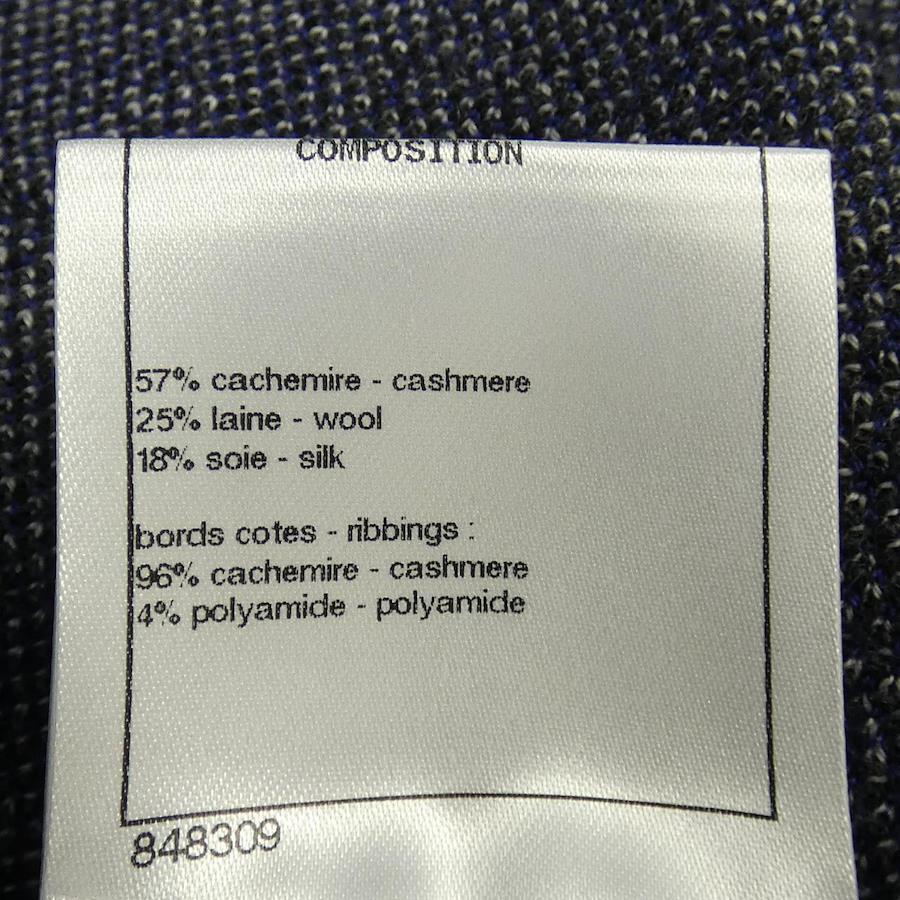 COMPOSITION
57% cachemire - cashmere
25% laine - wool
18% soie - silk
bords cotes - ribbings :
96% cachemire - cashmere
4% polyamide - polyamide
848309